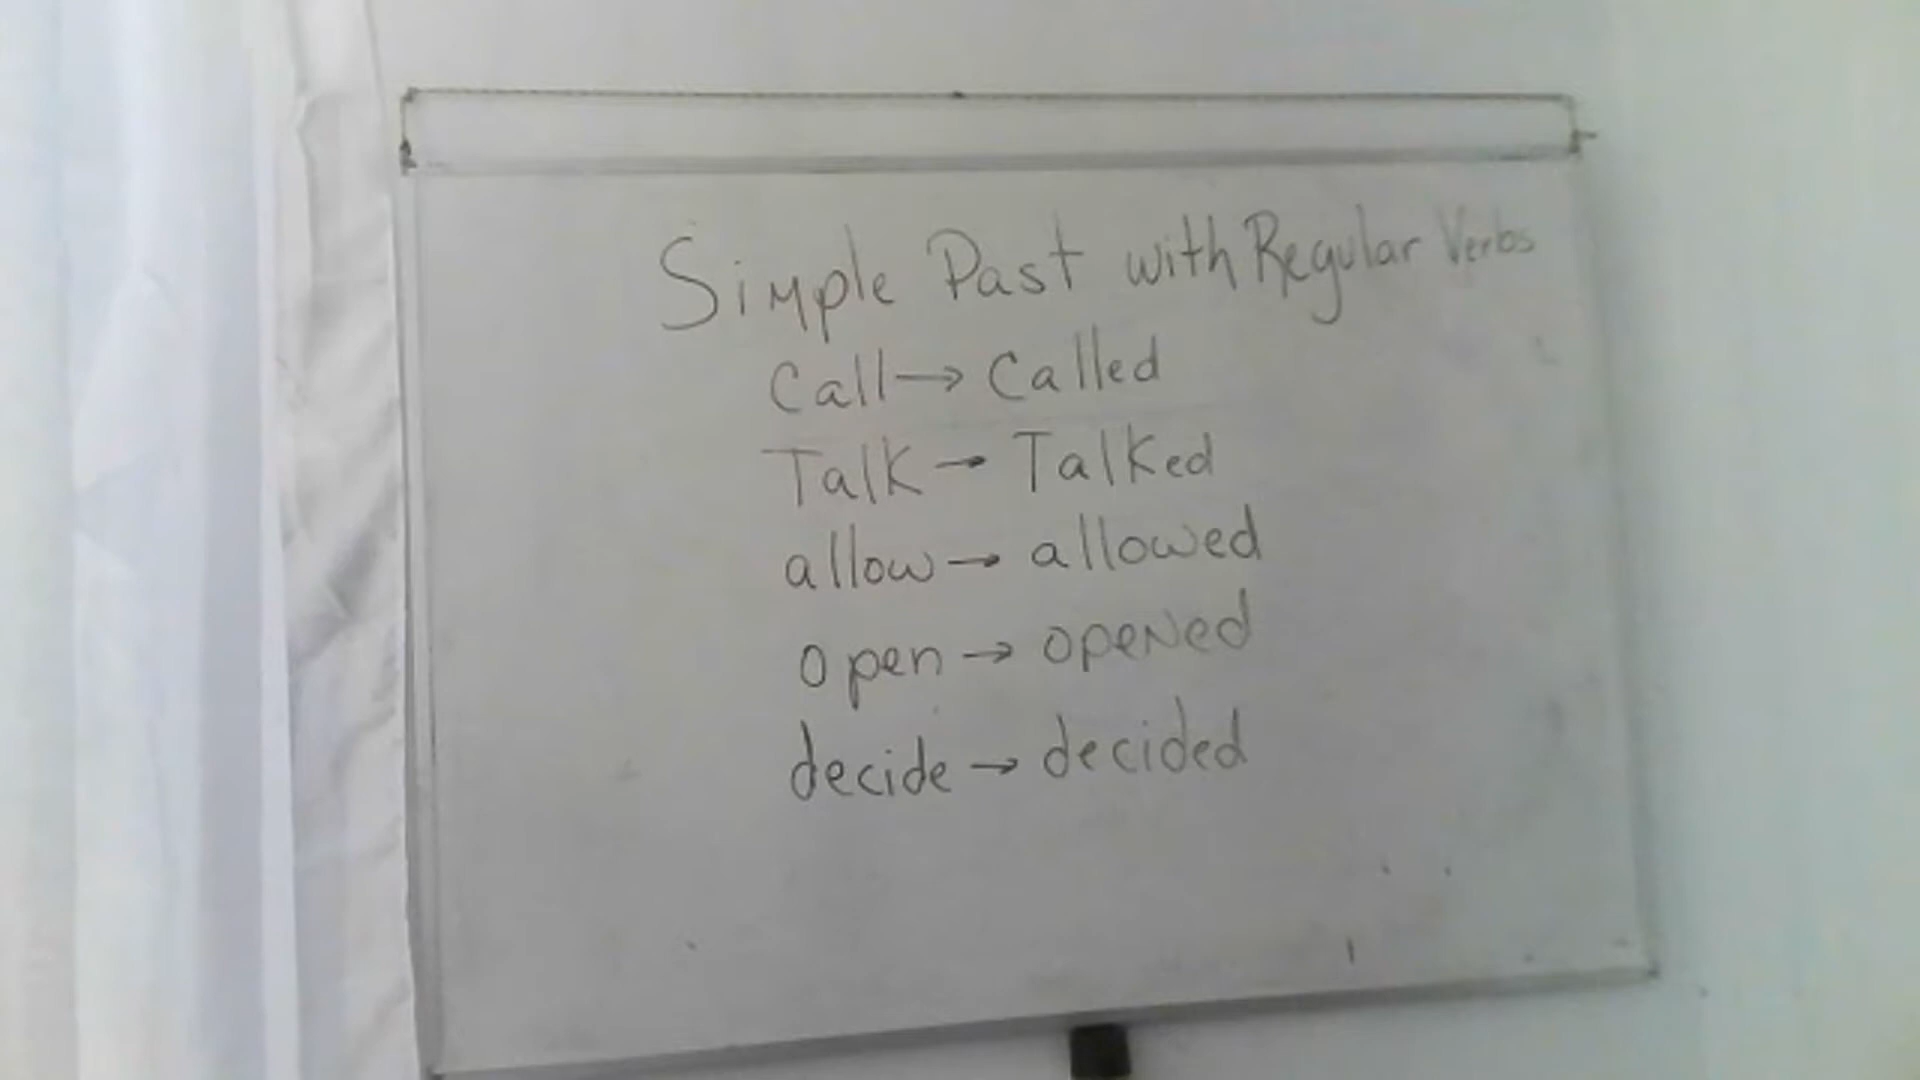 Simple Past with Regular Verbs
Call → Called
Talk → Talked
allow → allowed
open → opened
decide → decided